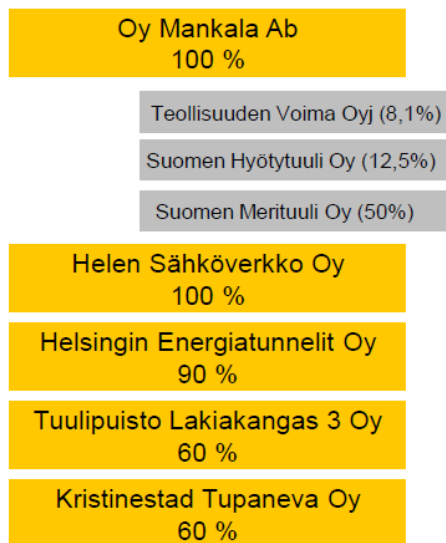 Oy Mankala Ab
100 %
Teollisuuden Voima Oyj (8,1%)
Suomen Hyötytuuli Oy (12,5%)
Suomen Merituuli Oy (50%)
Helen Sähköverkko Oy
100 %
Helsingin Energiatunnelit Oy
90 %
Tuulipuisto Lakiakangas 3 Oy
60 %
Kristinestad Tupaneva Oy
60 %